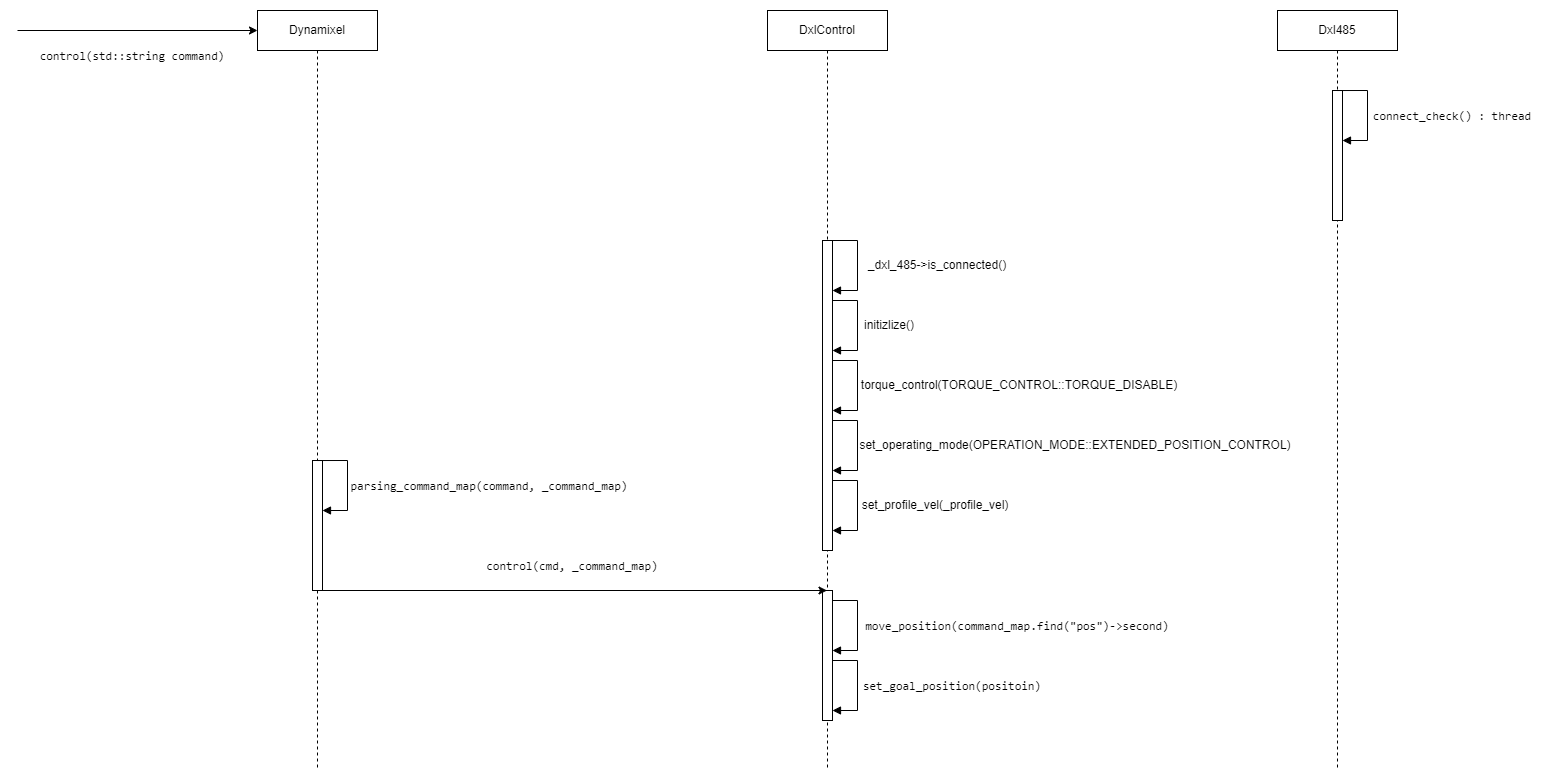 Dynamixel
DxlControl
Dxl485
control(std::string command)
connect_check() : thread
_dxl_485->is_connected()
initizlize()
torque_control(TORQUE_CONTROL::TORQUE_DISABLE)
set_operating_mode(OPERATION_MODE::EXTENDED_POSITION_CONTROL)
parsing_command_map(command, _command_map)
set_profile_vel(_profile_vel)
control(cmd, _command_map)
move_position(command_map.find("pos")->second)
set_goal_position(positoin)